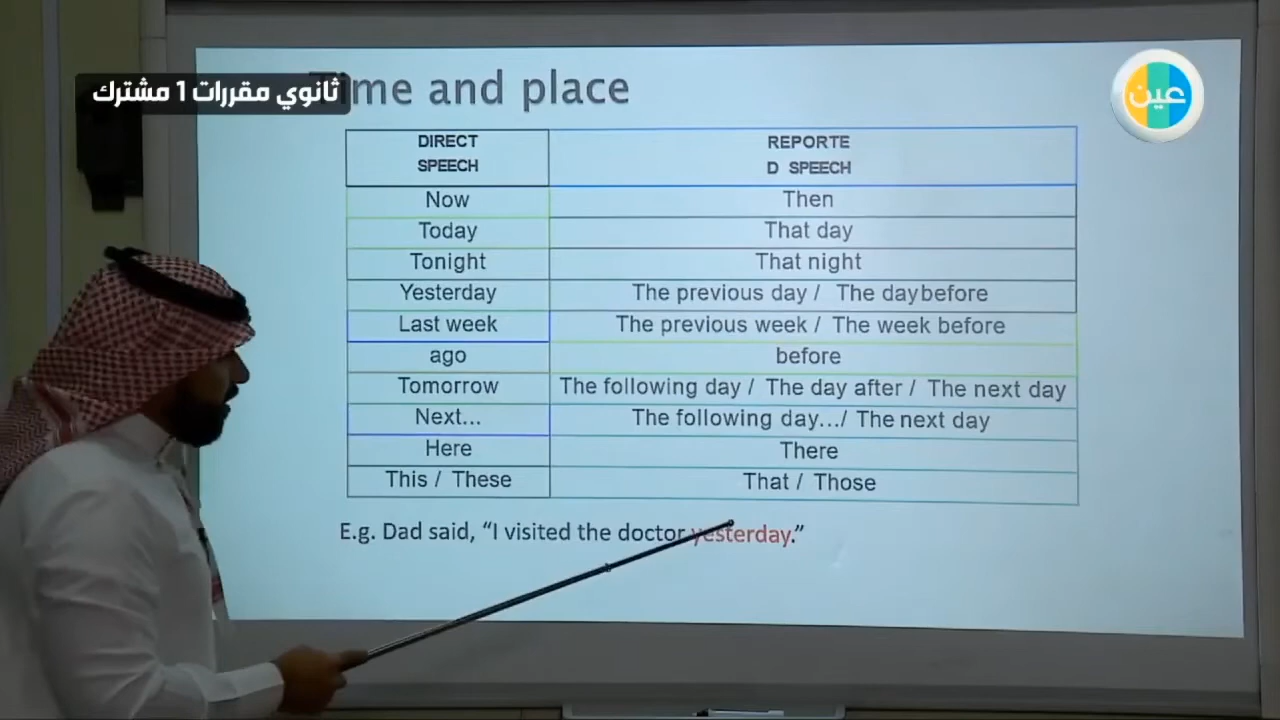 Time and place
ثانوي مقررات 1 مشترك
عين
DIRECT SPEECH
REPORTE D SPEECH
Now
Then
Today
That day
Tonight
That night
Yesterday
The previous day / The daybefore
Last week
The previous week / The week before
ago
before
Tomorrow
The following day / The day after / The next day
Next...
The following day.../ The next day
Here
There
This / These
That / Those
E.g. Dad said, “I visited the doctor yesterday.”